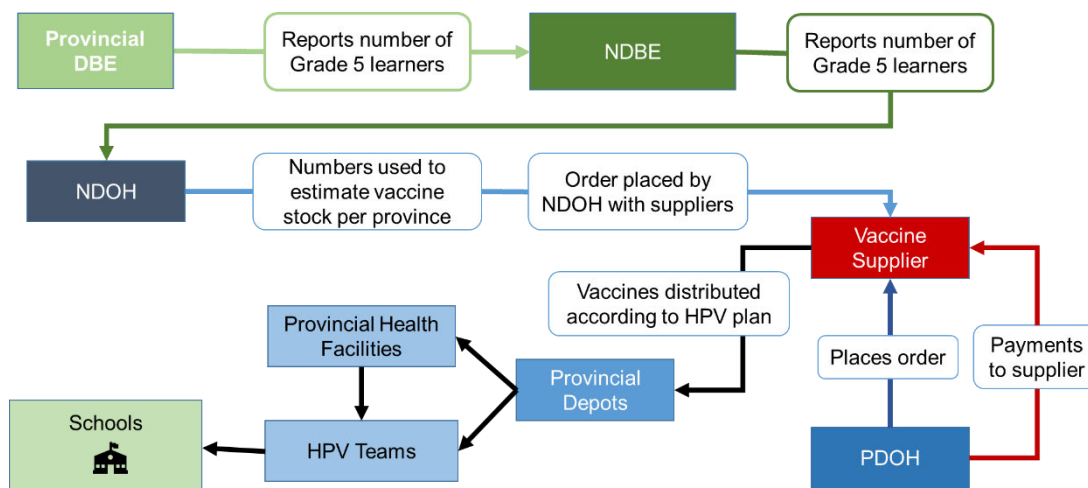 Provincial
DBE
Reports number of
Grade 5 learners
NDBE
Reports number of
Grade 5 learners
NDOH
Numbers used to
estimate vaccine
stock per province
Order placed by
NDOH with suppliers
Vaccine
Supplier
Vaccines distributed
according to HPV plan
Provincial Health
Facilities
Places order
Payments
to supplier
Provincial
Depots
Schools
HPV Teams
PDOH